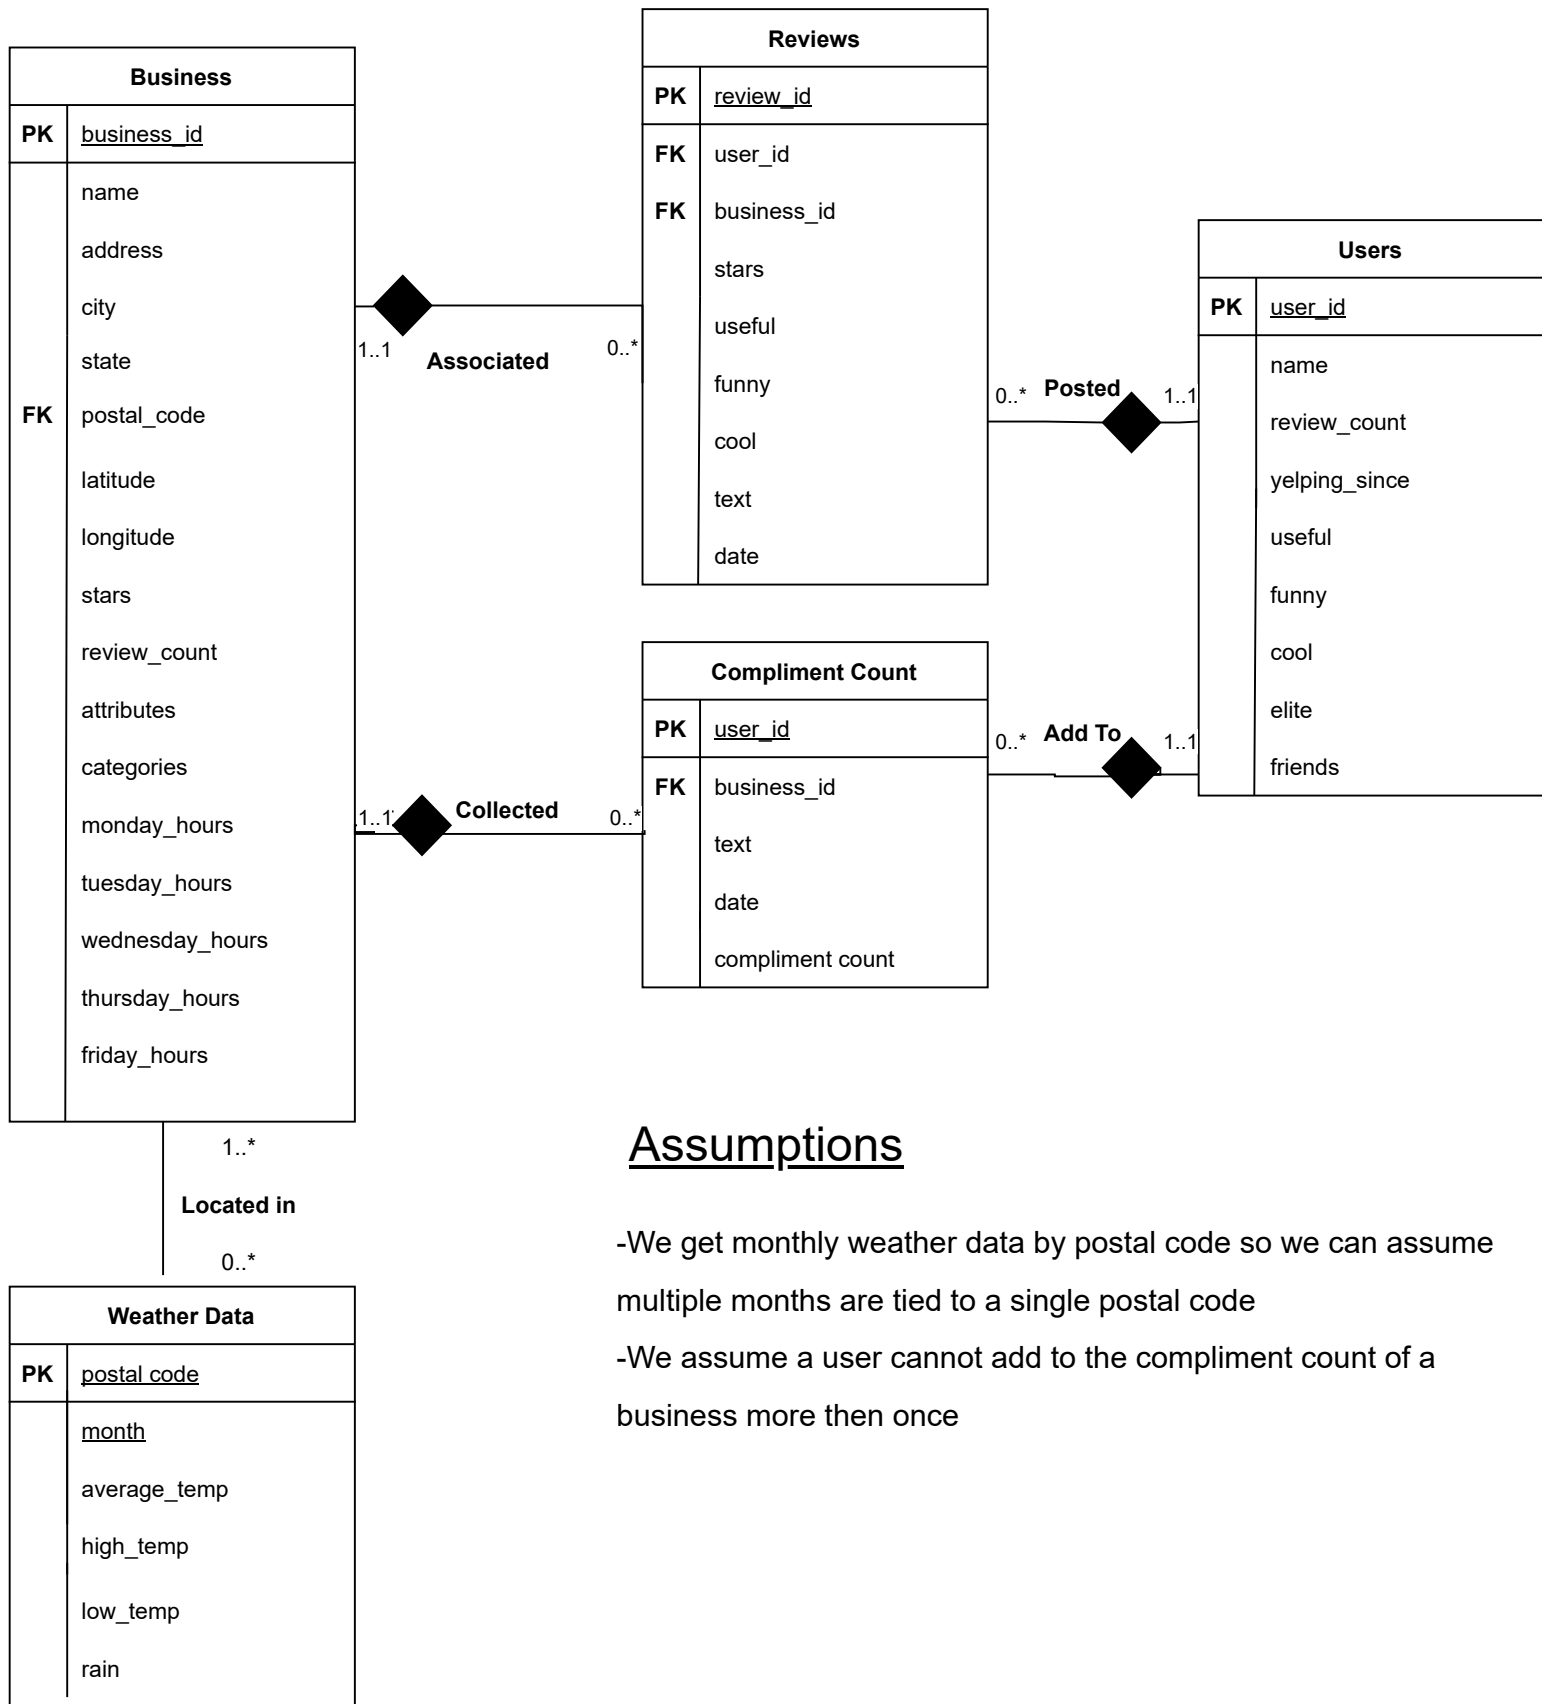 Business
PK business_id
name
address
city
state
FK postal_code
latitude
longitude
stars
review_count
attributes
categories
monday_hours
tuesday_hours
wednesday_hours
thursday_hours
friday_hours
Reviews
PK review_id
FK user_id
FK business_id
stars
useful
funny
cool
text
date
Users
PK user_id
name
review_count
yelping_since
useful
funny
cool
elite
friends
1..1 Associated 0..*
0..* Posted 1..1
Compliment Count
PK user_id
FK business_id
text
date
compliment count
0..* Add To 1..1
1..1 Collected 0..*
1..*
Located in
0..*
Weather Data
PK postal code
month
average_temp
high_temp
low_temp
rain
Assumptions
-We get monthly weather data by postal code so we can assume
multiple months are tied to a single postal code
-We assume a user cannot add to the compliment count of a
business more then once